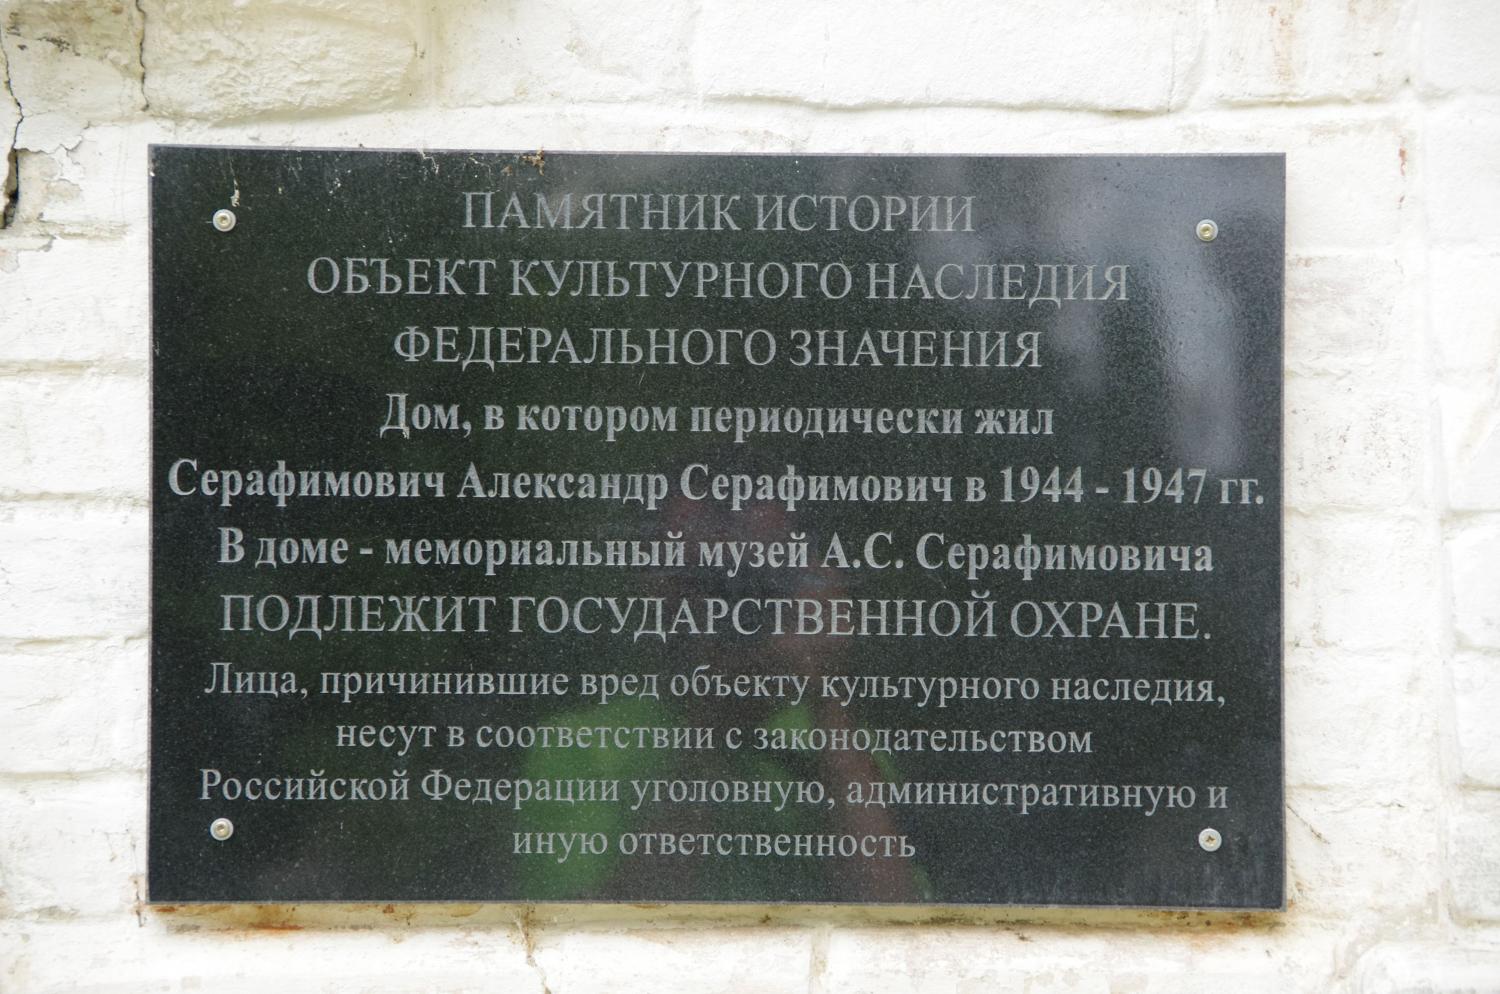 ПАМЯТНИК ИСТОРИИ
ОБЪЕКТ КУЛЬТУРНОГО НАСЛЕДИЯ
ФЕДЕРАЛЬНОГО ЗНАЧЕНИЯ
Дом, в котором периодически жил
Серафимович Александр Серафимович в 1944 - 1947 гг.
В доме - мемориальный музей А.С. Серафимовича
ПОДЛЕЖИТ ГОСУДАРСТВЕННОЙ ОХРАНЕ.
Лица, причинившие вред объекту культурного наследия,
несут в соответствии с законодательством
Российской Федерации уголовную, административную и
иную ответственность